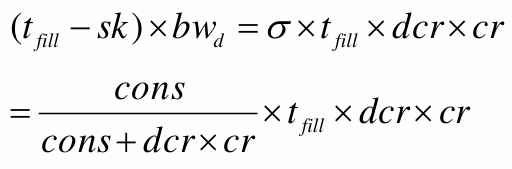 (t_fill − sk) × bw_d = σ × t_fill × dcr × cr
= cons / (cons + dcr × cr) × t_fill × dcr × cr